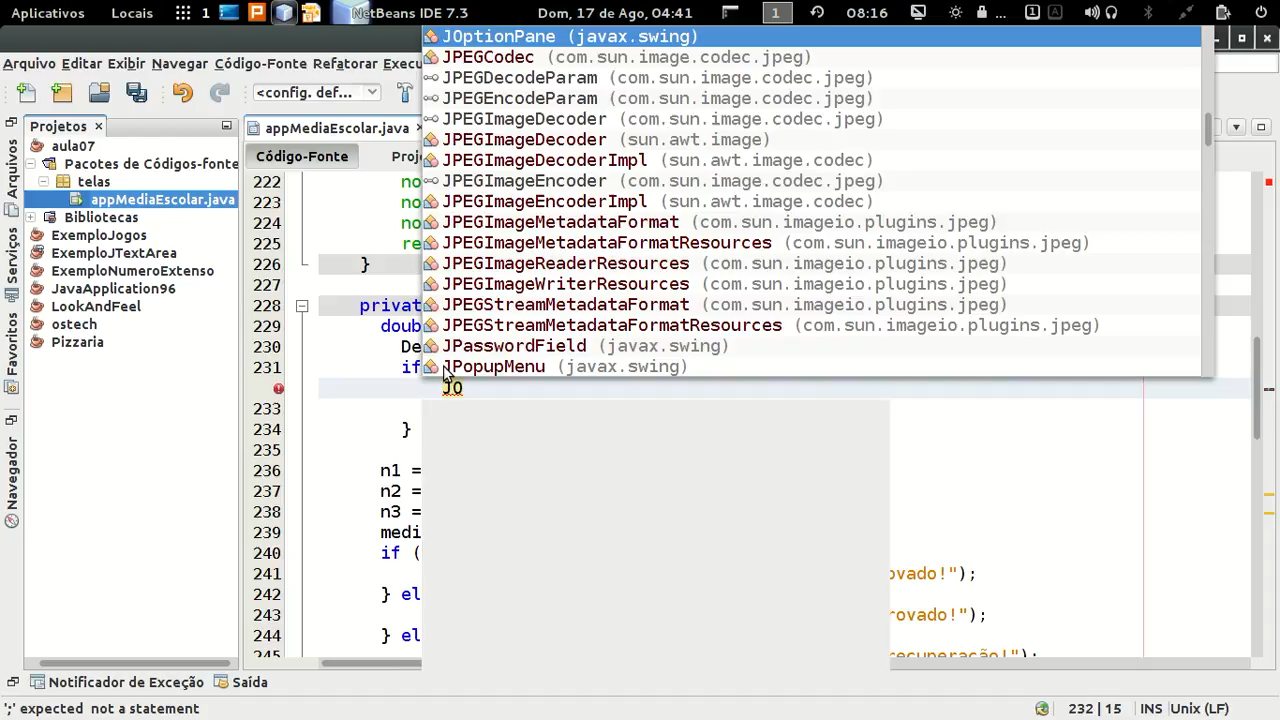 Aplicativos Locais 1 NetBeans IDE 7.3 Dom, 17 de Ago, 04:41 1 08:16 ... 1 A
Arquivo Editar Exibir Navegar Código-Fonte Refatorar Execu
<config. def...
Projetos × appMediaEscolar.java
Código-Fonte Proje
aula07
Pacotes de Códigos-fonte
telas
appMediaEscolar.java
Bibliotecas
ExemploJogos
ExemploJTextArea
ExemploNumeroExtenso
JavaApplication96
LookAndFeel
ostech
Pizzaria
Arquivos
Serviços
Favoritos
Navegador
JOptionPane (javax.swing)
JPEGCodec (com.sun.image.codec.jpeg)
JPEGDecodeParam (com.sun.image.codec.jpeg)
JPEGEncodeParam (com.sun.image.codec.jpeg)
JPEGImageDecoder (com.sun.image.codec.jpeg)
JPEGImageDecoder (sun.awt.image)
JPEGImageDecoderImpl (sun.awt.image.codec)
JPEGImageEncoder (com.sun.image.codec.jpeg)
JPEGImageEncoderImpl (sun.awt.image.codec)
JPEGImageMetadataFormat (com.sun.imageio.plugins.jpeg)
JPEGImageMetadataFormatResources (com.sun.imageio.plugins.jpeg)
JPEGImageReaderResources (com.sun.imageio.plugins.jpeg)
JPEGImageWriterResources (com.sun.imageio.plugins.jpeg)
JPEGStreamMetadataFormat (com.sun.imageio.plugins.jpeg)
JPEGStreamMetadataFormatResources (com.sun.imageio.plugins.jpeg)
JPasswordField (javax.swing)
JPopupMenu (javax.swing)
222 no
223 no
224 no
225 re
226 }
227
228 privat
229 doub
230 De
231 if
JO
233
234 }
235
236 n1 =
237 n2 =
238 n3 =
239 medi
240 if (
241 ovado!");
242 } el
243 rovado!");
244 } el
245 recuperação!");
Notificador de Exceção Saída
';' expected not a statement 232 | 15 INS Unix (LF)